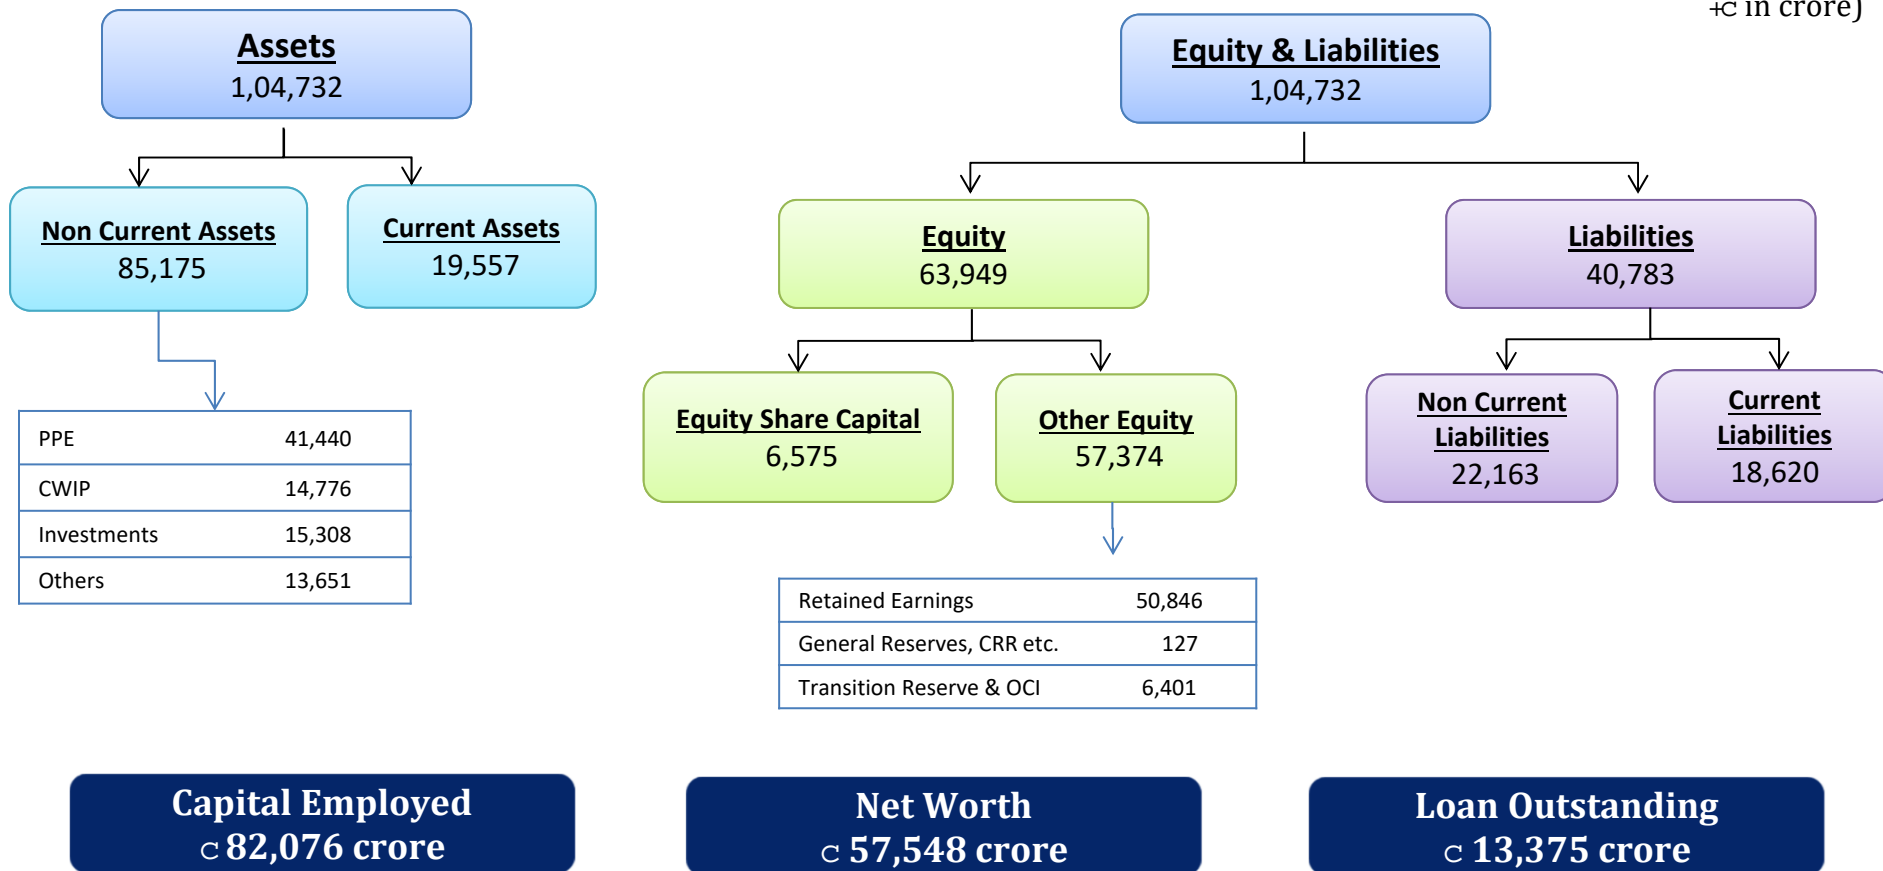 in crore)
Assets
1,04,732
Equity & Liabilities
1,04,732
Non Current Assets
85,175
Current Assets
19,557
Equity
63,949
Liabilities
40,783
PPE 41,440
CWIP 14,776
Investments 15,308
Others 13,651
Equity Share Capital
6,575
Other Equity
57,374
Non Current
Liabilities
22,163
Current
Liabilities
18,620
Retained Earnings 50,846
General Reserves, CRR etc. 127
Transition Reserve & OCI 6,401
Capital Employed
⊂ 82,076 crore
Net Worth
⊂ 57,548 crore
Loan Outstanding
⊂ 13,375 crore